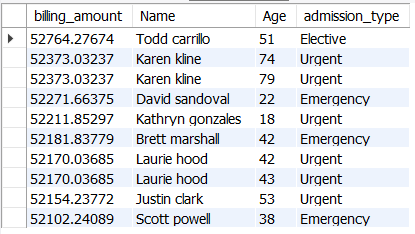 billing_amount Name Age admission_type
52764.27674 Todd carrillo 51 Elective
52373.03237 Karen kline 74 Urgent
52373.03237 Karen kline 79 Urgent
52271.66375 David sandoval 22 Emergency
52211.85297 Kathryn gonzales 18 Urgent
52181.83779 Brett marshall 42 Emergency
52170.03685 Laurie hood 42 Urgent
52170.03685 Laurie hood 43 Urgent
52154.23772 Justin clark 53 Urgent
52102.24089 Scott powell 38 Emergency